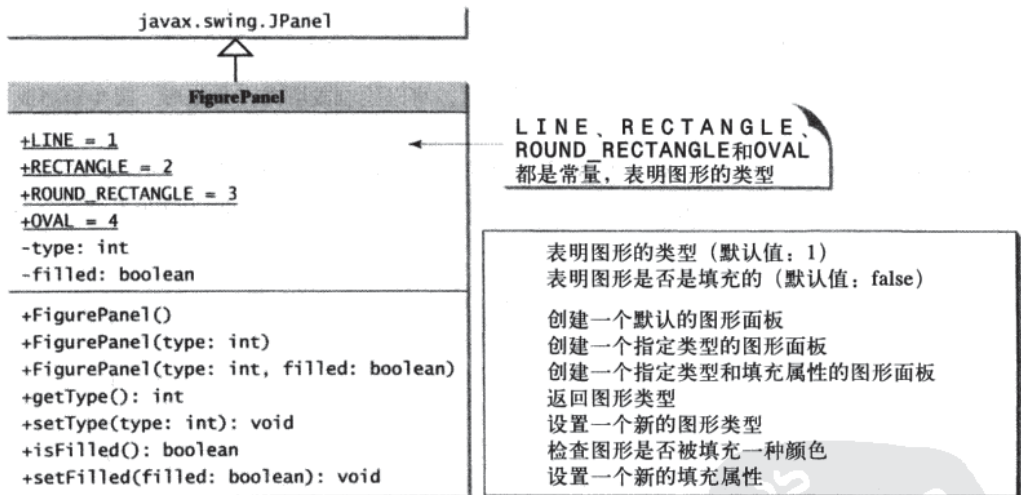 javax.swing.JPanel
FigurePanel
+LINE = 1
+RECTANGLE = 2
+ROUND_RECTANGLE = 3
+OVAL = 4
-type: int
-filled: boolean
+FigurePanel()
+FigurePanel(type: int)
+FigurePanel(type: int, filled: boolean)
+getType(): int
+setType(type: int): void
+isFilled(): boolean
+setFilled(filled: boolean): void
LINE、RECTANGLE、
ROUND_RECTANGLE和OVAL
都是常量，表明图形的类型
表明图形的类型（默认值：1）
表明图形是否是填充的（默认值：false）
创建一个默认的图形面板
创建一个指定类型的图形面板
创建一个指定类型和填充属性的图形面板
返回图形类型
设置一个新的图形类型
检查图形是否被填充一种颜色
设置一个新的填充属性